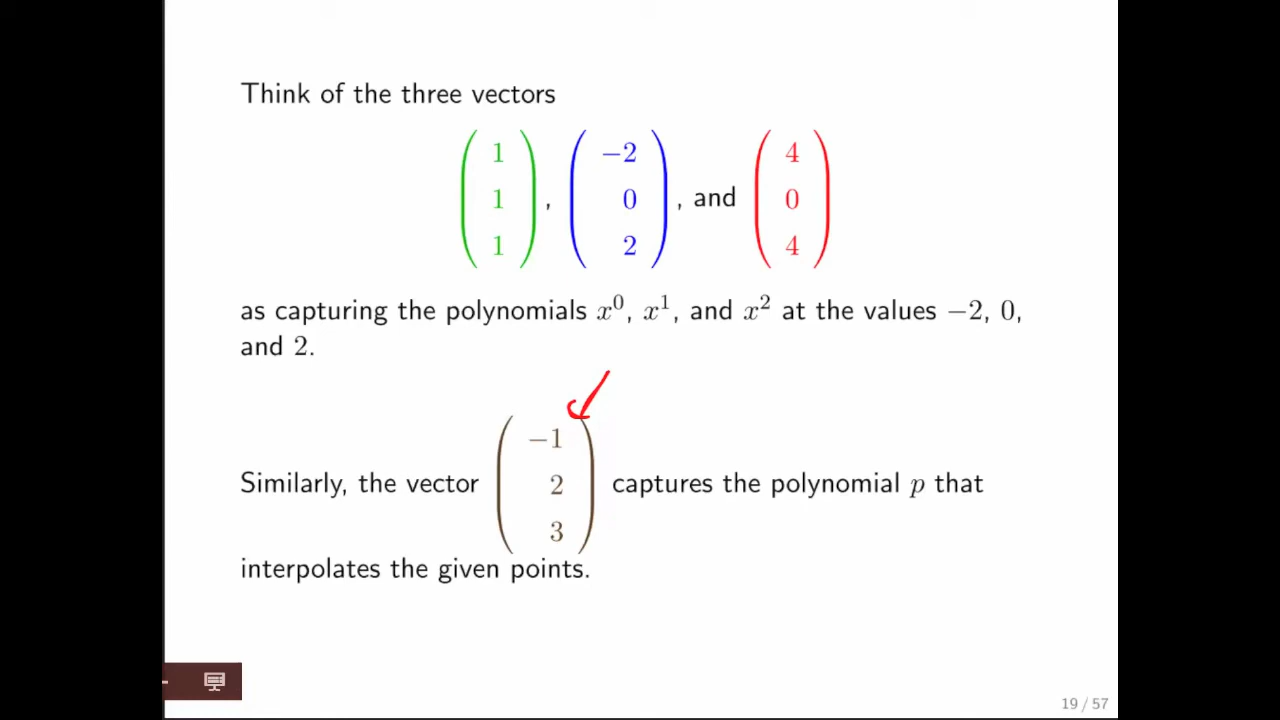 Think of the three vectors
( 1 1 1 ), ( −2 0 2 ), and ( 4 0 4 )
as capturing the polynomials x⁰, x¹, and x² at the values −2, 0,
and 2.
Similarly, the vector ( −1 2 3 ) captures the polynomial p that
interpolates the given points.
19 / 57